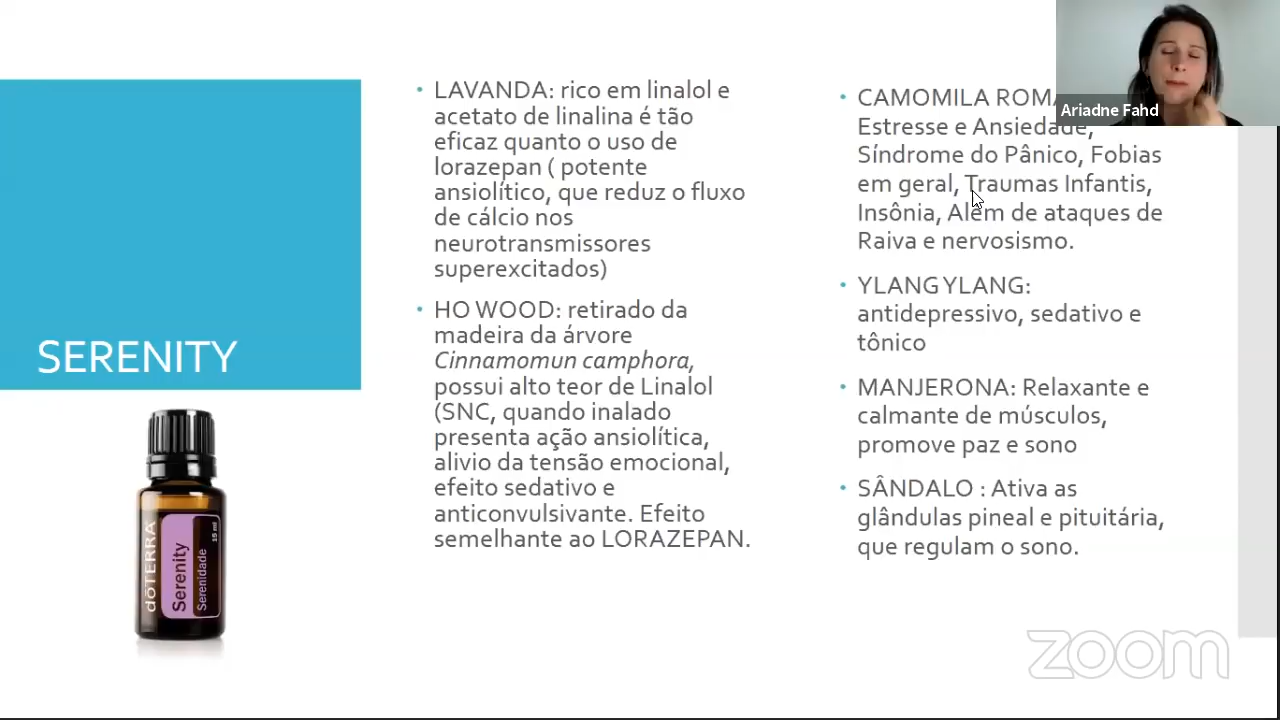 SERENITY
dōTERRA
Serenity
Serenidade
15 ml
• LAVANDA: rico em linalol e
acetato de linalina é tão
eficaz quanto o uso de
lorazepan ( potente
ansiolítico, que reduz o fluxo
de cálcio nos
neurotransmissores
superexcitados)
• HO WOOD: retirado da
madeira da árvore
Cinnamomun camphora,
possui alto teor de Linalol
(SNC, quando inalado
presenta ação ansiolítica,
alivio da tensão emocional,
efeito sedativo e
anticonvulsivante. Efeito
semelhante ao LORAZEPAN.
• CAMOMILA
Estresse e Ansiedade,
Síndrome do Pânico, Fobias
em geral, Traumas Infantis,
Insônia, Além de ataques de
Raiva e nervosismo.
• YLANG YLANG:
antidepressivo, sedativo e
tônico
• MANJERONA: Relaxante e
calmante de músculos,
promove paz e sono
• SÂNDALO : Ativa as
glândulas pineal e pituitária,
que regulam o sono.
Ariadne Fahd
zoom